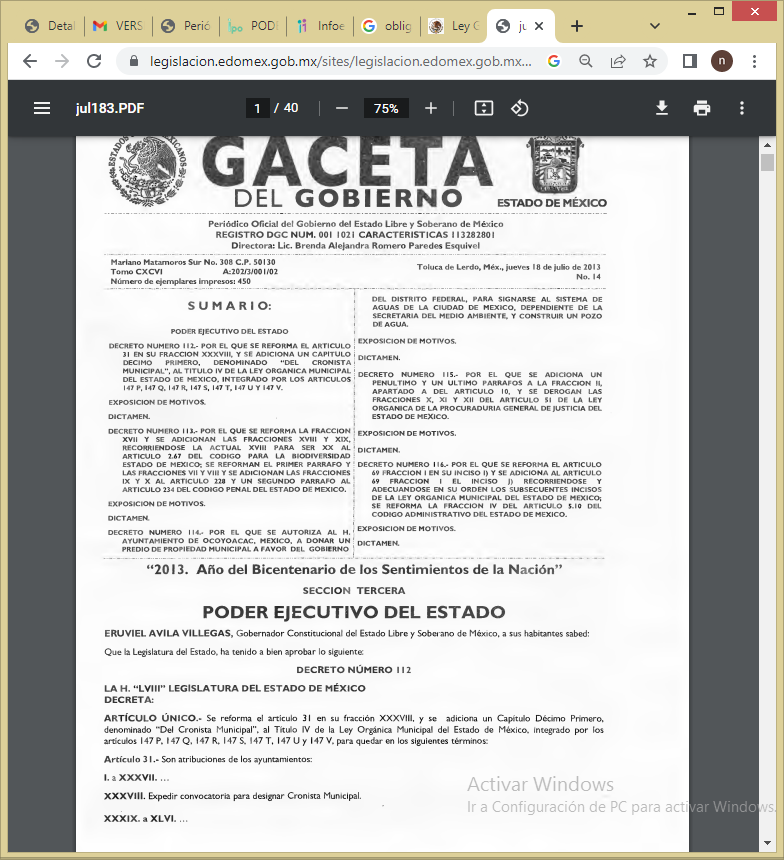 Detal
VERS
Perió
ipo
PODE
Infoe
oblig
Ley G
ju
legislacion.edomex.gob.mx/sites/legislacion.edomex.gob.mx...
n
jul183.PDF
1 / 40
75%
GACETA
DEL GOBIERNO
ESTADOS
MEXICANOS
ESTADO DE MÉXICO
Periódico Oficial del Gobierno del Estado Libre y Soberano de México
REGISTRO DGC NUM. 001 1021 CARACTERISTICAS 113282801
Directora: Lic. Brenda Alejandra Romero Paredes Esquivel
Mariano Matamoros Sur No. 308 C.P. 50130
Tomo CXCVI A:202/3/001/02
Número de ejemplares impresos: 450
Toluca de Lerdo, Méx., jueves 18 de julio de 2013
No. 14
SUMARIO:
PODER EJECUTIVO DEL ESTADO
DECRETO NUMERO 112.- POR EL QUE SE REFORMA EL ARTICULO
31 EN SU FRACCION XXXVIII, Y SE ADICIONA UN CAPITULO
DECIMO PRIMERO, DENOMINADO "DEL CRONISTA
MUNICIPAL", AL TITULO IV DE LA LEY ORGANICA MUNICIPAL
DEL ESTADO DE MEXICO, INTEGRADO POR LOS ARTICULOS
147 P, 147 Q, 147 R, 147 S, 147 T, 147 U Y 147 V.
EXPOSICION DE MOTIVOS.
DICTAMEN.
DECRETO NUMERO 113.- POR EL QUE SE REFORMA LA FRACCION
XVII Y SE ADICIONAN LAS FRACCIONES XVIII Y XIX,
RECORRIENDOSE LA ACTUAL XVIII PARA SER XX AL
ARTICULO 2.67 DEL CODIGO PARA LA BIODIVERSIDAD
ESTADO DE MEXICO; SE REFORMAN EL PRIMER PARRAFO Y
LAS FRACCIONES VII Y VIII Y SE ADICIONAN LAS FRACCIONES
IX Y X AL ARTICULO 228 Y UN SEGUNDO PARRAFO AL
ARTICULO 234 DEL CODIGO PENAL DEL ESTADO DE MEXICO.
EXPOSICION DE MOTIVOS.
DICTAMEN.
DECRETO NUMERO 114.- POR EL QUE SE AUTORIZA AL H.
AYUNTAMIENTO DE OCOYOACAC, MEXICO, A DONAR UN
PREDIO DE PROPIEDAD MUNICIPAL A FAVOR DEL GOBIERNO
DEL DISTRITO FEDERAL, PARA SIGNARSE AL SISTEMA DE
AGUAS DE LA CIUDAD DE MEXICO, DEPENDIENTE DE LA
SECRETARIA DEL MEDIO AMBIENTE, Y CONSTRUIR UN POZO
DE AGUA.
EXPOSICION DE MOTIVOS.
DICTAMEN.
DECRETO NUMERO 115.- POR EL QUE SE ADICIONA UN
PENULTIMO Y UN ULTIMO PARRAFOS A LA FRACCION II,
APARTADO A DEL ARTICULO 10, Y SE DEROGAN LAS
FRACCIONES X, XI Y XII DEL ARTICULO 51 DE LA LEY
ORGANICA DE LA PROCURADURIA GENERAL DE JUSTICIA DEL
ESTADO DE MEXICO.
EXPOSICION DE MOTIVOS.
DICTAMEN.
DECRETO NUMERO 116.- POR EL QUE SE REFORMA EL ARTICULO
69 FRACCION I EN SU INCISO I) Y SE ADICIONA AL ARTICULO
69 FRACCION I EL INCISO J) RECORRIENDOSE Y
ADECUANDOSE EN SU ORDEN LOS SUBSECUENTES INCISOS
DE LA LEY ORGANICA MUNICIPAL DEL ESTADO DE MEXICO;
SE REFORMA LA FRACCION IV DEL ARTICULO 5.10 DEL
CODIGO ADMINISTRATIVO DEL ESTADO DE MEXICO.
EXPOSICION DE MOTIVOS.
DICTAMEN.
"2013. Año del Bicentenario de los Sentimientos de la Nación"
SECCION TERCERA
PODER EJECUTIVO DEL ESTADO
ERUVIEL AVILA VILLEGAS, Gobernador Constitucional del Estado Libre y Soberano de México, a sus habitantes sabed:
Que la Legislatura del Estado, ha tenido a bien aprobar lo siguiente:
DECRETO NÚMERO 112
LA H. "LVIII" LEGISLATURA DEL ESTADO DE MÉXICO
DECRETA:
ARTÍCULO ÚNICO.- Se reforma el artículo 31 en su fracción XXXVIII, y se adiciona un Capítulo Décimo Primero,
denominado "Del Cronista Municipal", al Titulo IV de la Ley Orgánica Municipal del Estado de México, integrado por los
artículos 147 P, 147 Q, 147 R, 147 S, 147 T, 147 U y 147 V, para quedar en los siguientes términos:
Artículo 31.- Son atribuciones de los ayuntamientos:
I. a XXXVII. ...
XXXVIII. Expedir convocatoria para designar Cronista Municipal.
XXXIX. a XLVI. ...
Activar Windows
Ir a Configuración de PC para activar Windows.